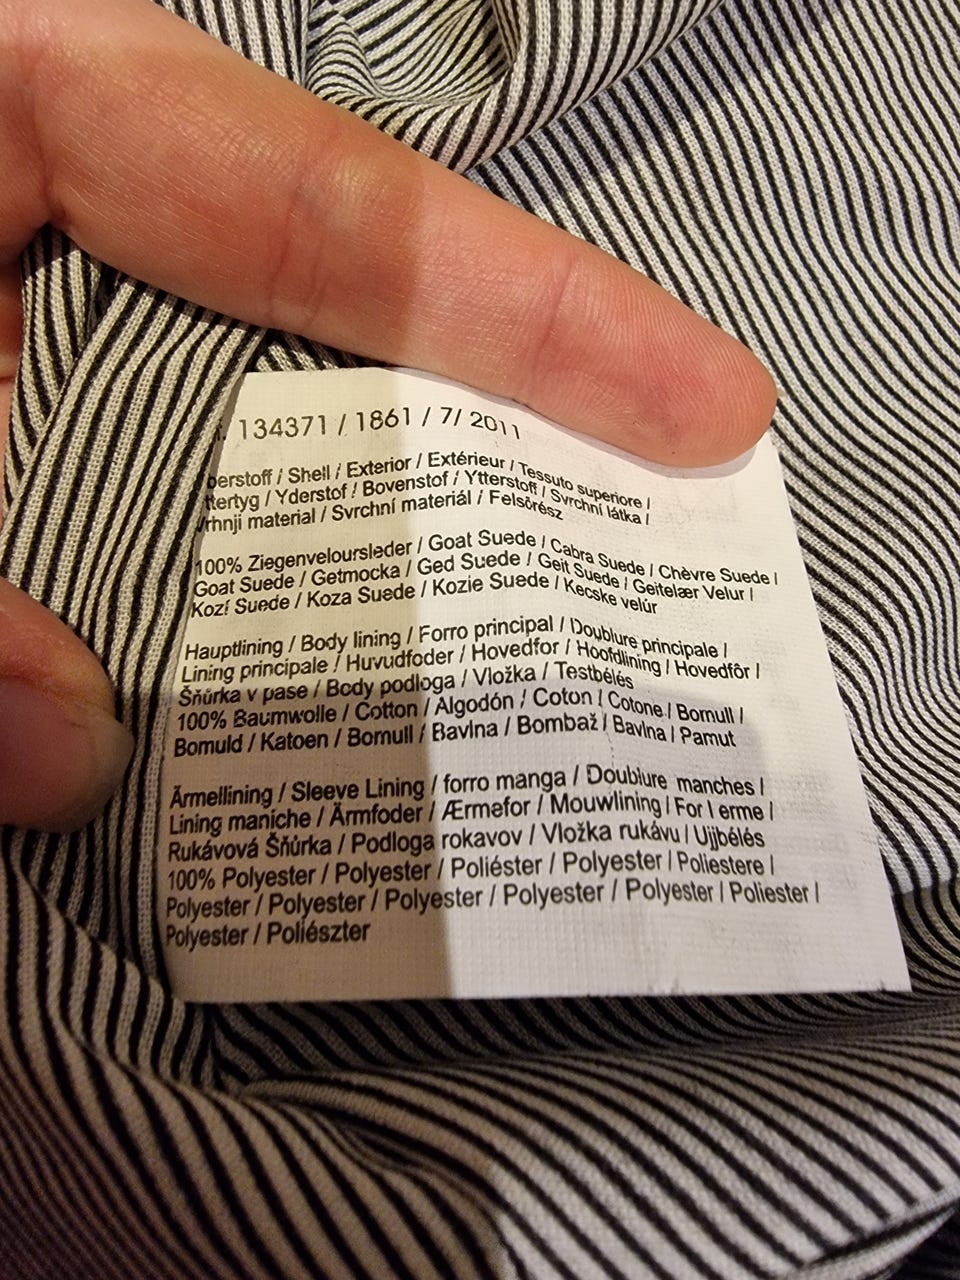 134371 / 1861 / 7/ 2011
berstoff / Shell / Exterior / Extérieur / Tessuto superiore /
ttertyg / Yderstof / Bovenstof / Ytterstoff / Svrchní látka /
rhnji material / Svrchní materiál / Felsõrész
100% Ziegenveloursleder / Goat Suede / Cabra Suede / Chèvre Suede /
Goat Suede / Getmocka / Ged Suede / Geit Suede / Geitelær Velur /
Kozí Suede / Koza Suede / Kozie Suede / Kecske velúr
Hauptlining / Body lining / Forro principal / Doublure principale /
Lining principale / Huvudfoder / Hovedfor / Hoofdlining / Hovedfôr /
Šňůrka v pase / Body podloga / Vložka / Testbélés
100% Baumwolle / Cotton / Algodón / Coton / Cotone / Bomull /
Bomuld / Katoen / Bomull / Bavlna / Bombaž / Bavlna / Pamut
Ärmellining / Sleeve Lining / forro manga / Doublure manches /
Lining maniche / Ärmfoder / Ærmefor / Mouwlining / For l erme /
Rukávová Šňůrka / Podloga rokavov / Vložka rukávu / Ujjbélés
100% Polyester / Polyester / Poliéster / Polyester / Poliestere /
Polyester / Polyester / Polyester / Polyester / Polyester / Poliester /
Polyester / Poliészter